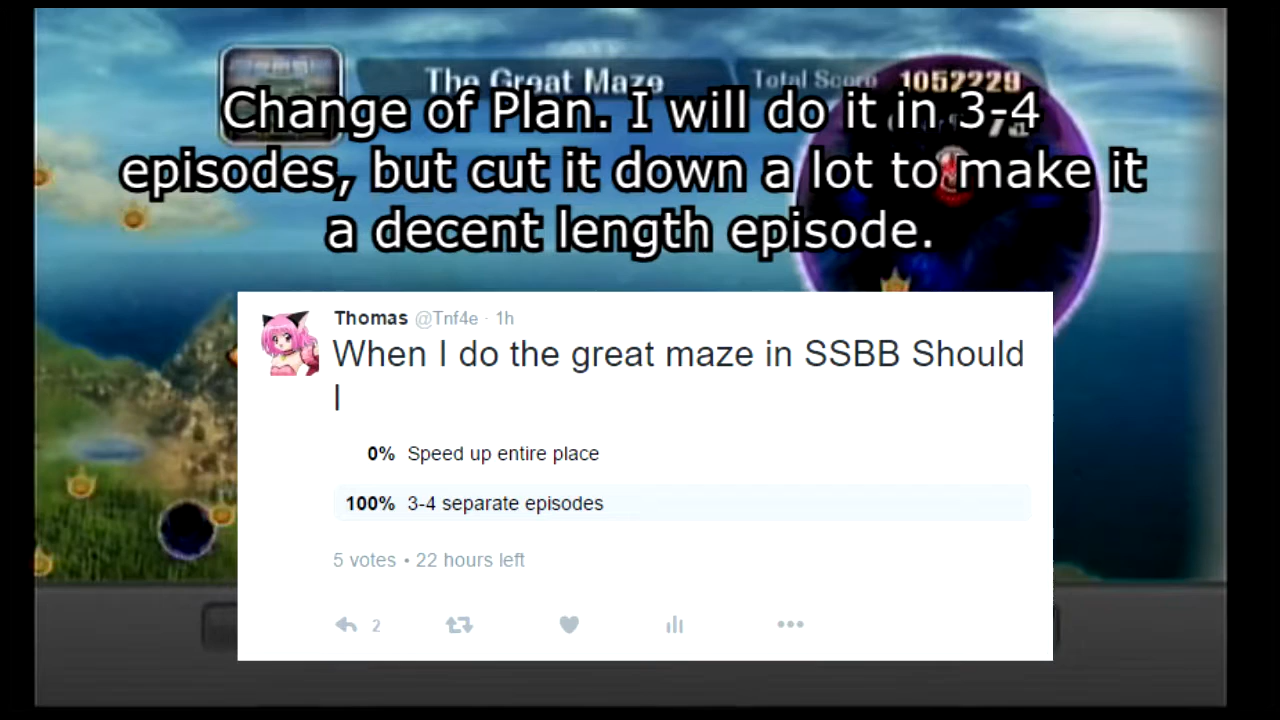 The Great Maze Total Score 1052229
Change of Plan. I will do it in 3-4
episodes, but cut it down a lot to make it
a decent length episode.
Thomas @Tnf4e · 1h
When I do the great maze in SSBB Should
I
0% Speed up entire place
100% 3-4 separate episodes
5 votes • 22 hours left
2